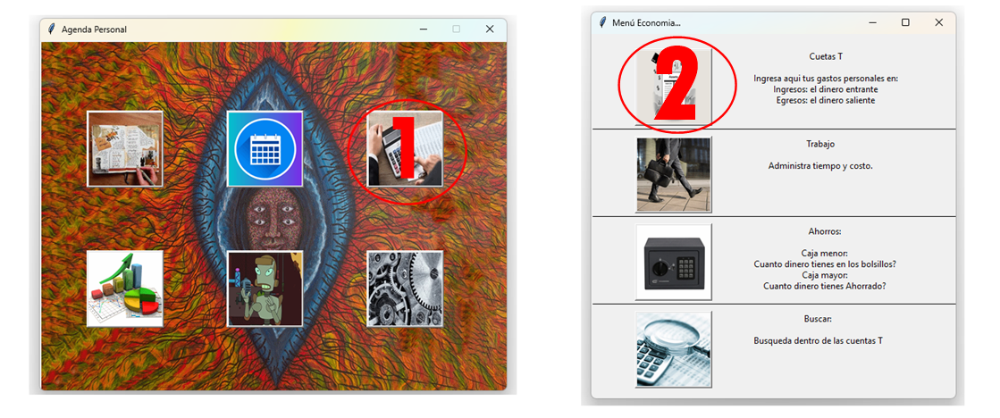 Agenda Personal
1
Menú Economia...
2
Cuetas T
Ingresa aqui tus gastos personales en:
Ingresos: el dinero entrante
Egresos: el dinero saliente
Trabajo
Administra tiempo y costo.
Ahorros:
Caja menor:
Cuanto dinero tienes en los bolsillos?
Caja mayor:
Cuanto dinero tienes Ahorrado?
Buscar:
Busqueda dentro de las cuentas T